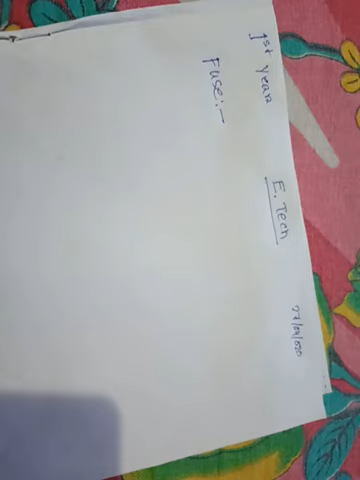 1st year
E. Tech
Fuse:-